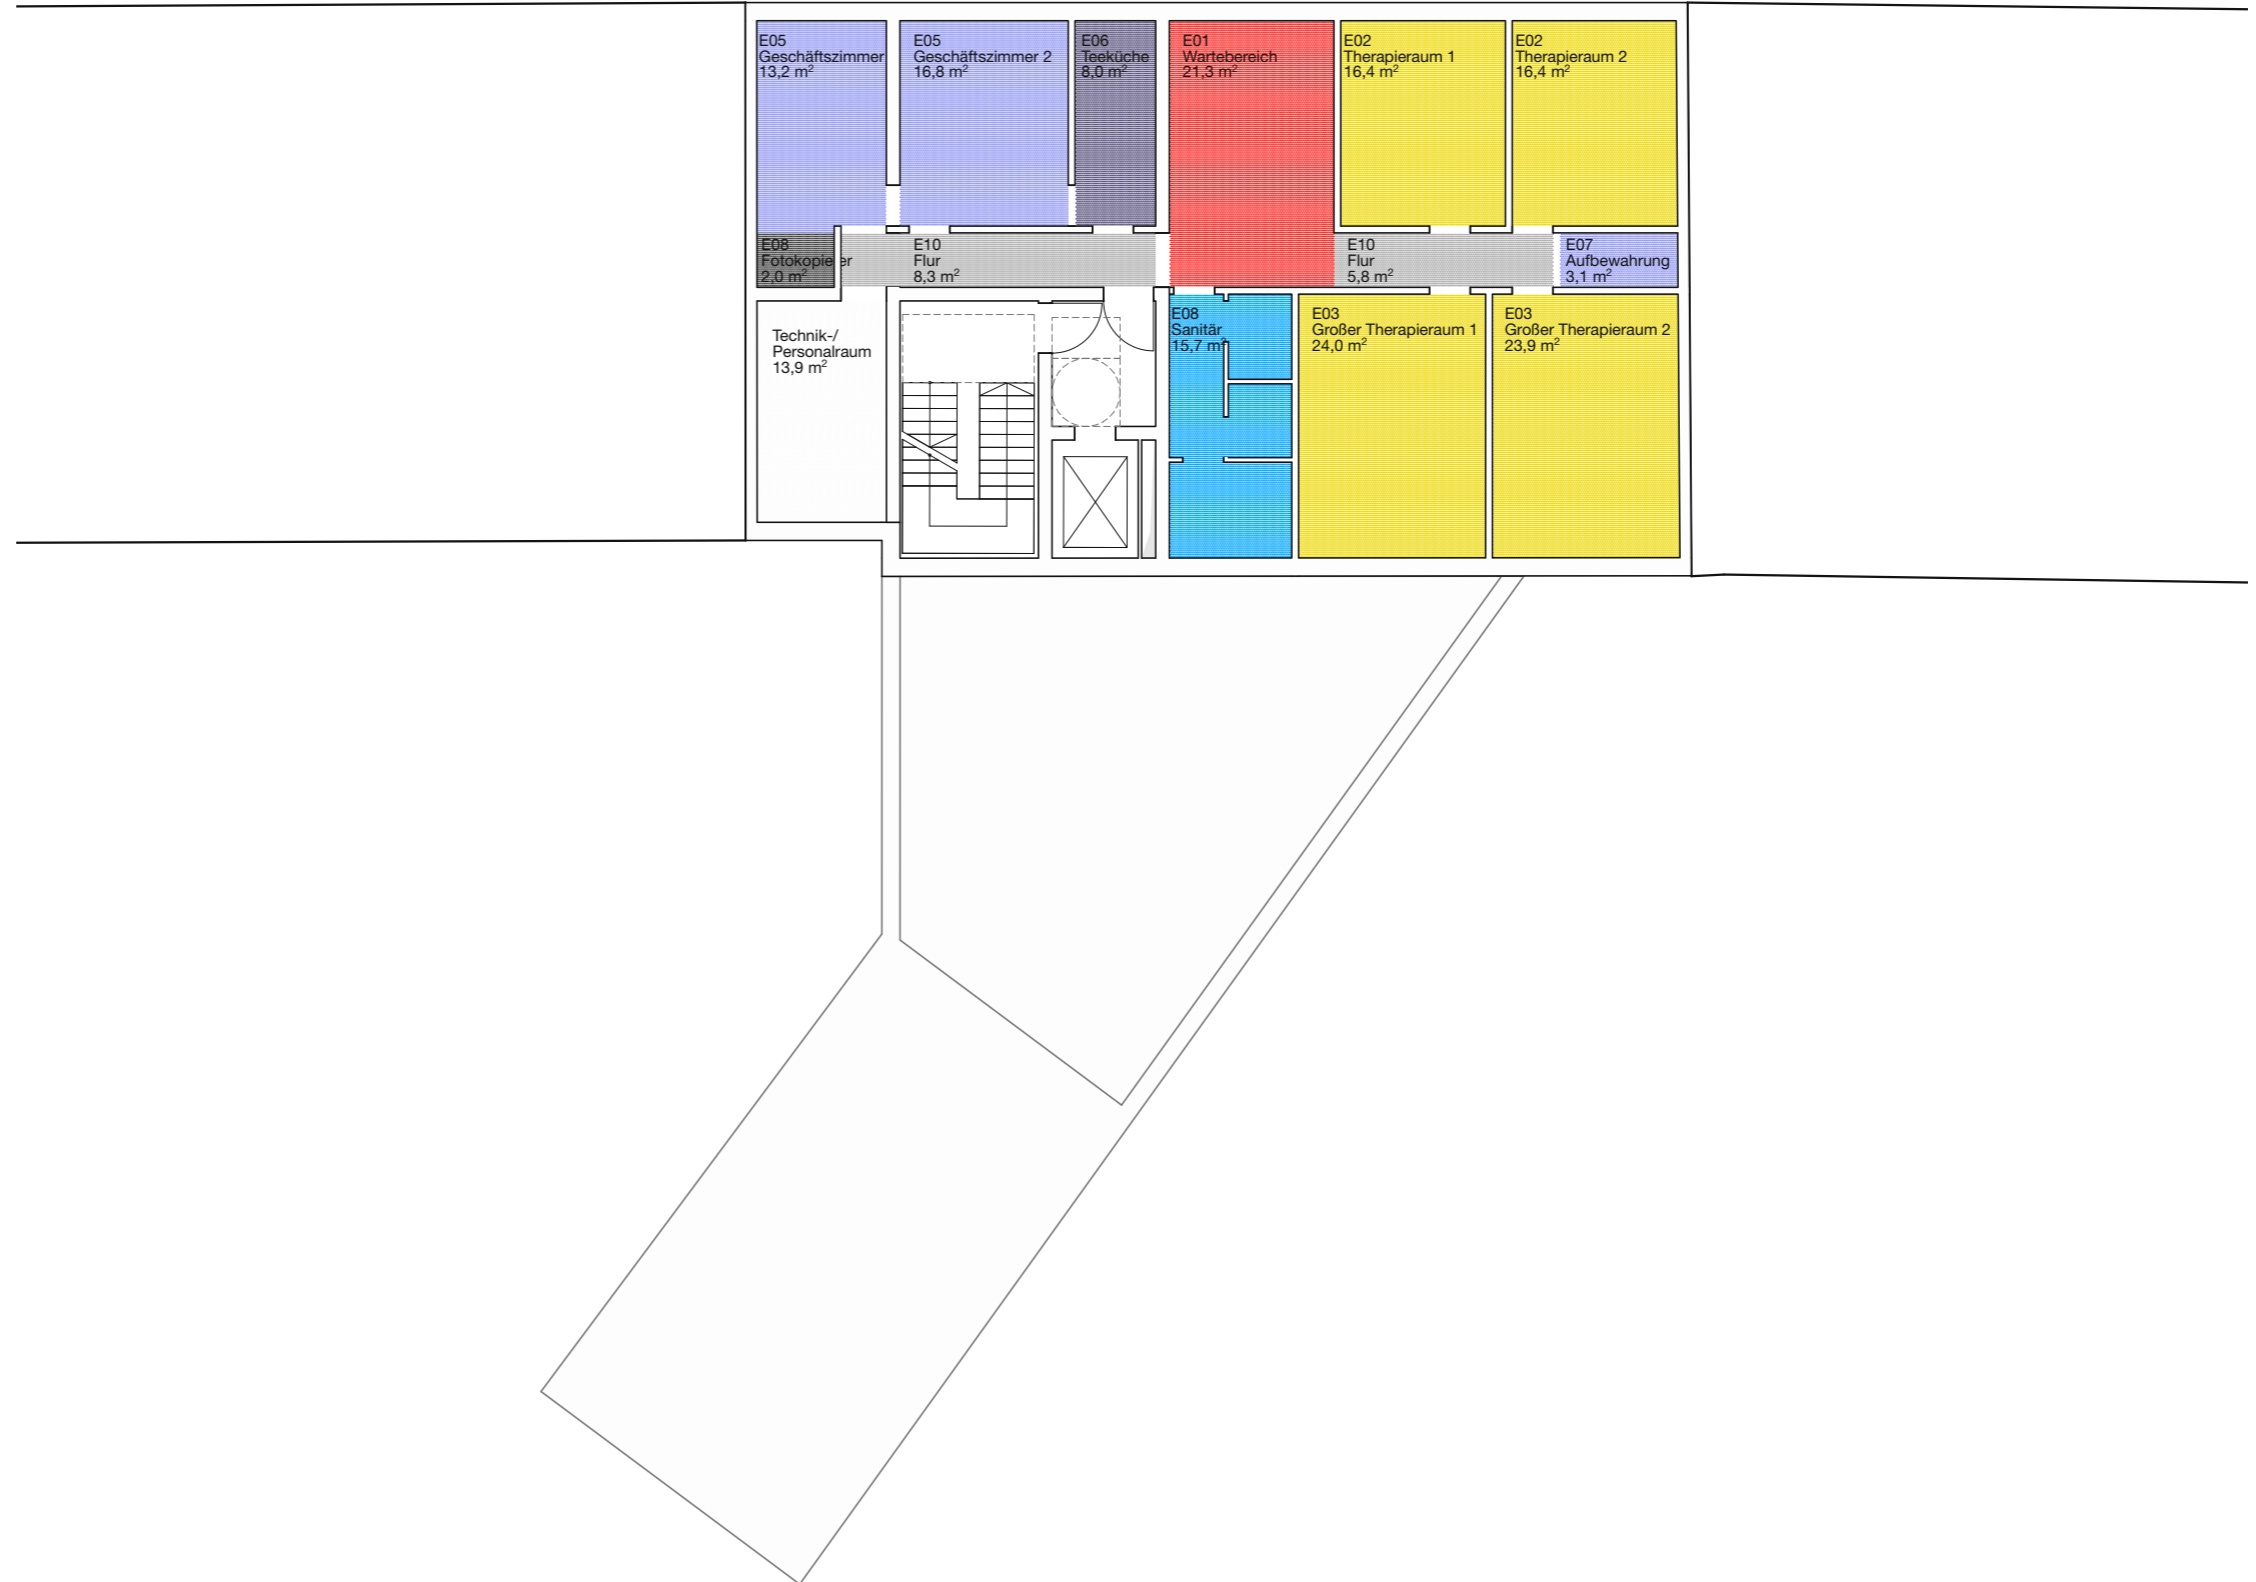 E05
Geschäftszimmer
13,2 m²
E05
Geschäftszimmer 2
16,8 m²
E06
Teeküche
8,0 m²
E01
Wartebereich
21,3 m²
E02
Therapieraum 1
16,4 m²
E02
Therapieraum 2
16,4 m²
E08
Fotokopierer
2,0 m²
E10
Flur
8,3 m²
E10
Flur
5,8 m²
E07
Aufbewahrung
3,1 m²
Technik-/
Personalraum
13,9 m²
E08
Sanitär
15,7 m²
E03
Großer Therapieraum 1
24,0 m²
E03
Großer Therapieraum 2
23,9 m²